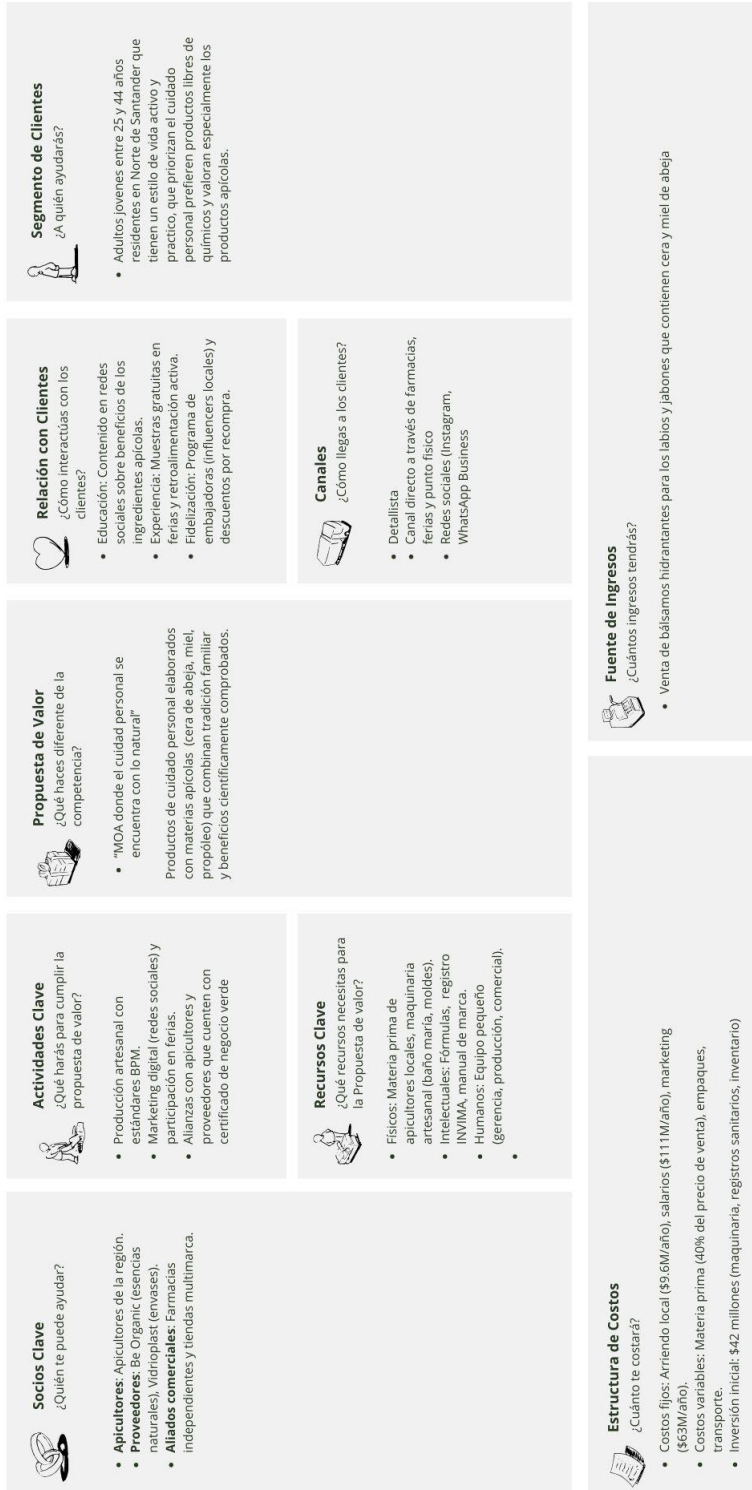 Socios Clave
¿Quién te puede ayudar?
• Apicultores: Apicultores de la región.
• Proveedores: Be Organic (esencias
naturales), Vidrioplast (envases).
• Aliados comerciales: Farmacias
independientes y tiendas multimarca.
Actividades Clave
¿Qué harás para cumplir la
propuesta de valor?
• Producción artesanal con
estándares BPM.
• Marketing digital (redes sociales) y
participación en ferias.
• Alianzas con apicultores y
proveedores que cuenten con
certificado de negocio verde
Recursos Clave
¿Qué recursos necesitas para
la Propuesta de valor?
• Físicos: Materia prima de
apicultores locales, maquinaria
artesanal (baño maría, moldes).
• Intelectuales: Fórmulas, registro
INVIMA, manual de marca.
• Humanos: Equipo pequeño
(gerencia, producción, comercial).
•
Propuesta de Valor
¿Qué haces diferente de la
competencia?
• "MOA donde el cuidad personal se
encuentra con lo natural"
Productos de cuidado personal elaborados
con materias apícolas (cera de abeja, miel,
propóleo) que combinan tradición familiar
y beneficios científicamente comprobados.
Relación con Clientes
¿Cómo interactúas con los
clientes?
• Educación: Contenido en redes
sociales sobre beneficios de los
ingredientes apícolas.
• Experiencia: Muestras gratuitas en
ferias y retroalimentación activa.
• Fidelización: Programa de
embajadoras (influencers locales) y
descuentos por recompra.
Canales
¿Cómo llegas a los clientes?
• Detallista
• Canal directo a través de farmacias,
ferias y punto físico
• Redes sociales (Instagram,
WhatsApp Business
Segmento de Clientes
¿A quién ayudarás?
• Adultos jovenes entre 25 y 44 años
residentes en Norte de Santander que
tienen un estilo de vida activo y
practico, que priorizan el cuidado
personal prefieren productos libres de
químicos y valoran especialmente los
productos apícolas.
Estructura de Costos
¿Cuánto te costará?
• Costos fijos: Arriendo local ($9.6M/año), salarios ($111M/año), marketing
($63M/año).
• Costos variables: Materia prima (40% del precio de venta), empaques,
transporte.
• Inversión inicial: $42 millones (maquinaria, registros sanitarios, inventario)
Fuente de Ingresos
¿Cuántos ingresos tendrás?
• Venta de bálsamos hidrantantes para los labios y jabones que contienen cera y miel de abeja